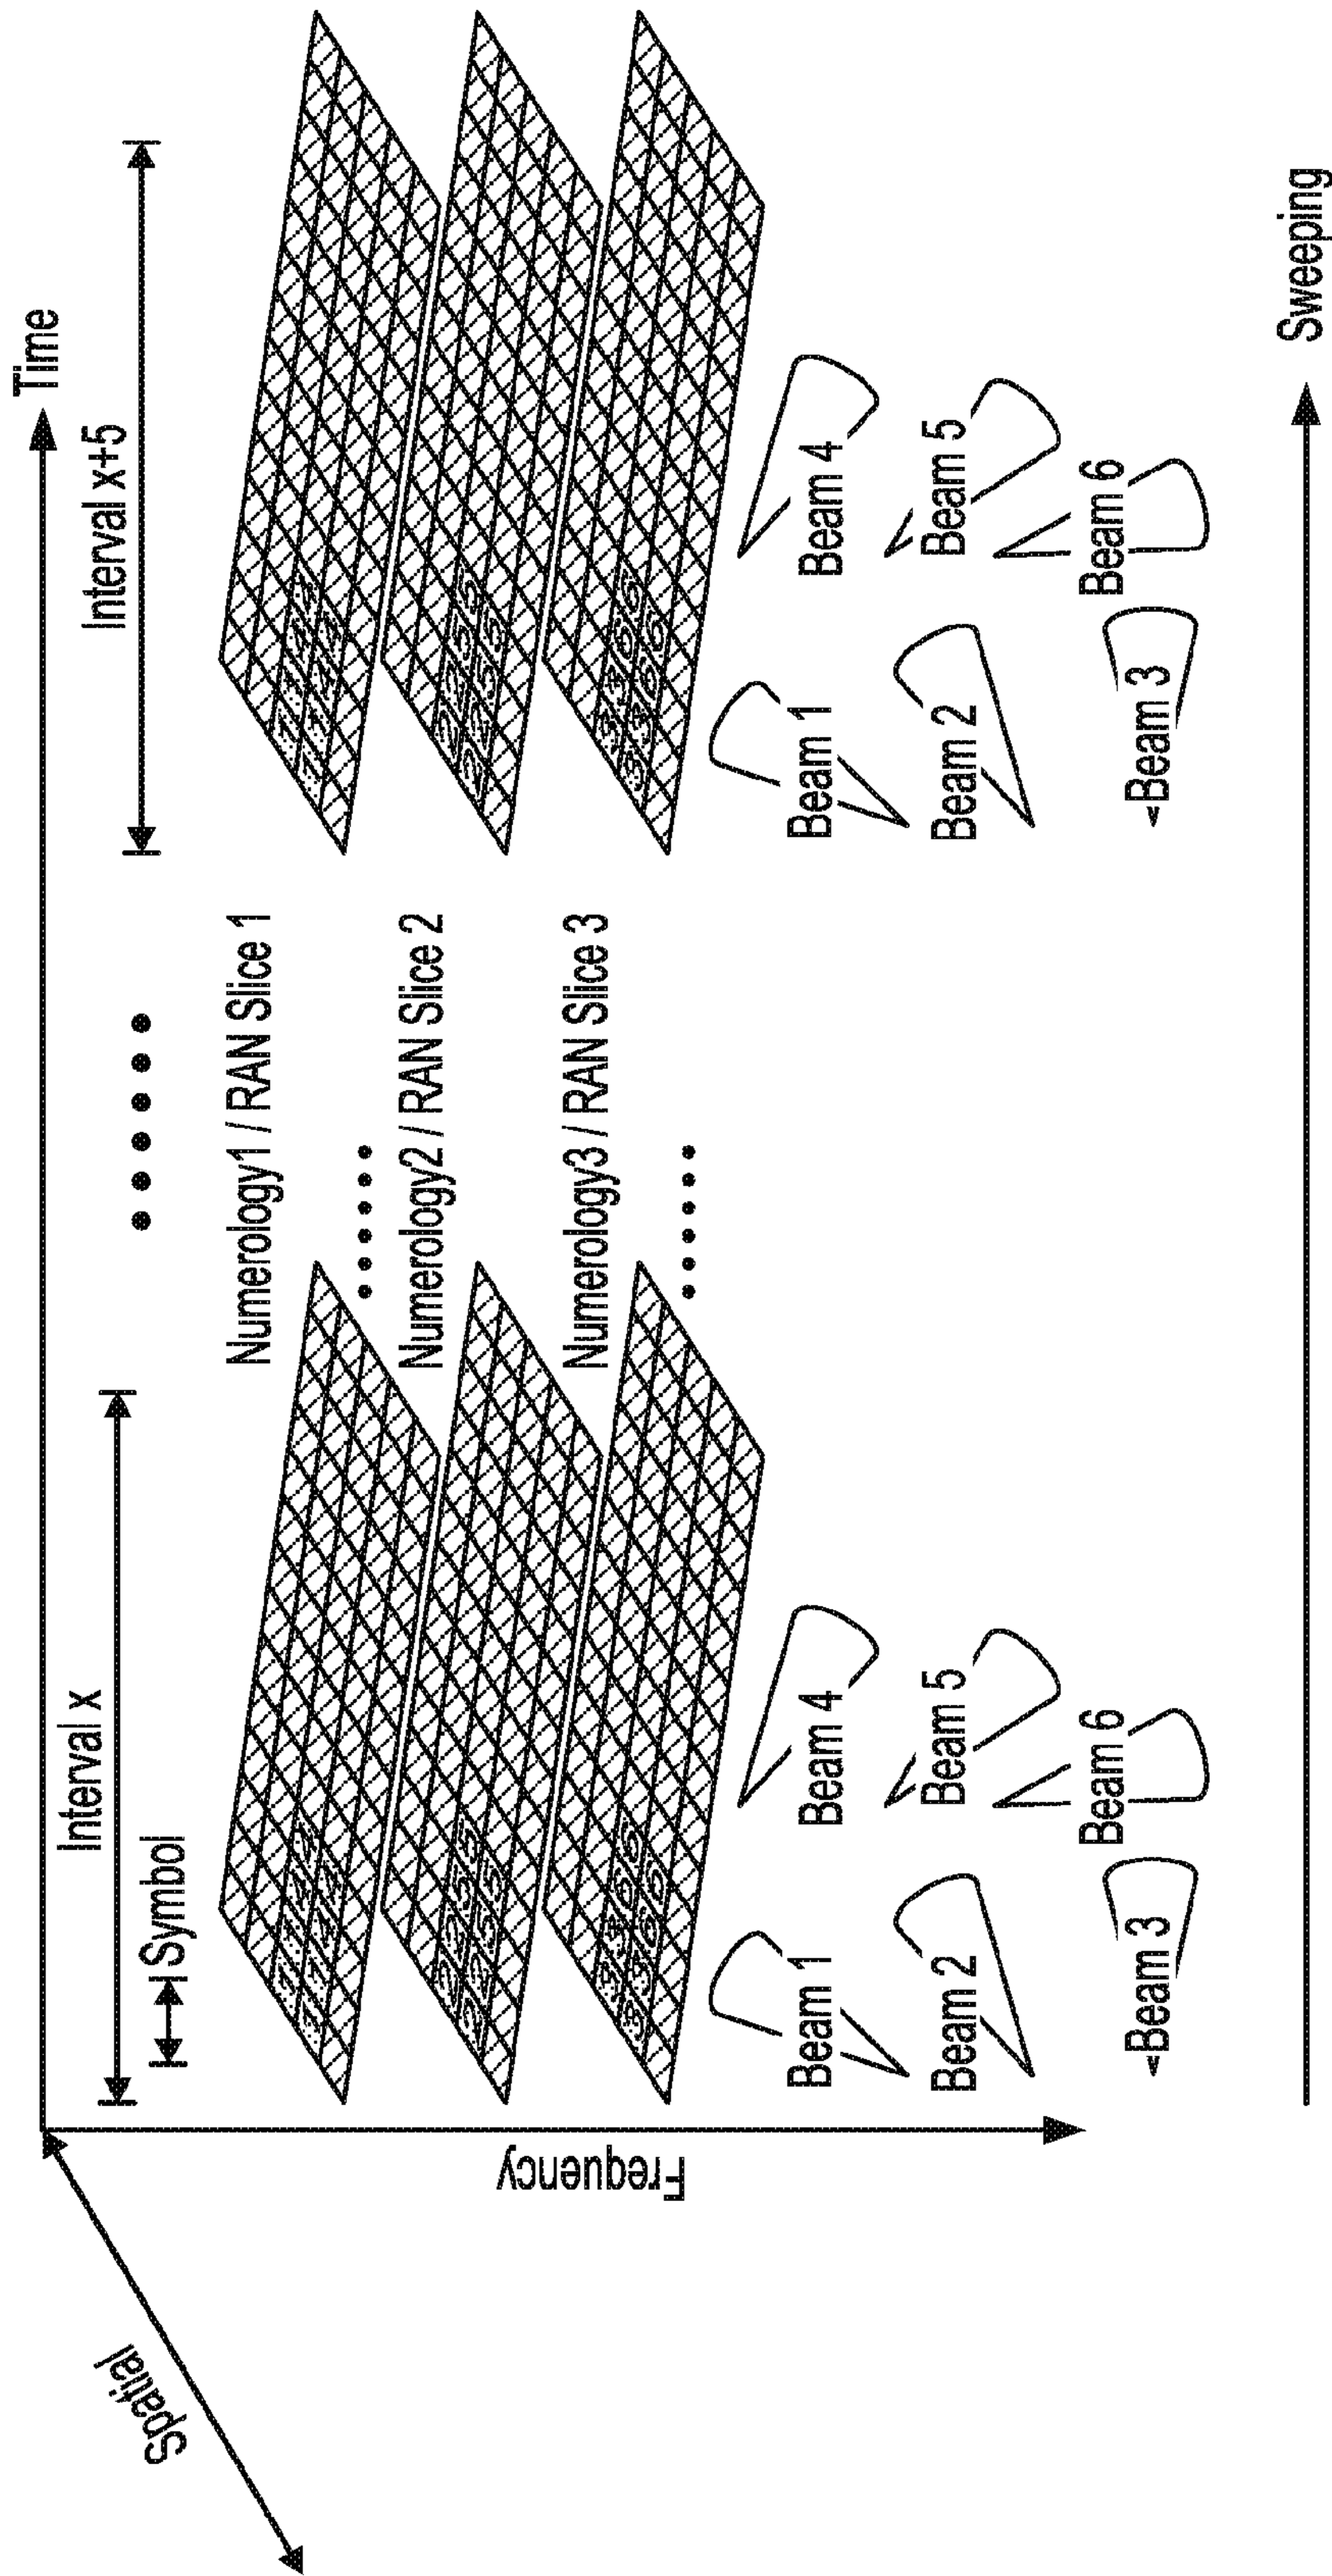 Time
Interval x
Interval x+5
Symbol
Spatial
Frequency
Numerology1 / RAN Slice 1
Numerology2 / RAN Slice 2
Numerology3 / RAN Slice 3
Beam 1
Beam 4
Beam 2
Beam 5
Beam 3
Beam 6
Beam 1
Beam 4
Beam 2
Beam 5
Beam 3
Beam 6
Sweeping